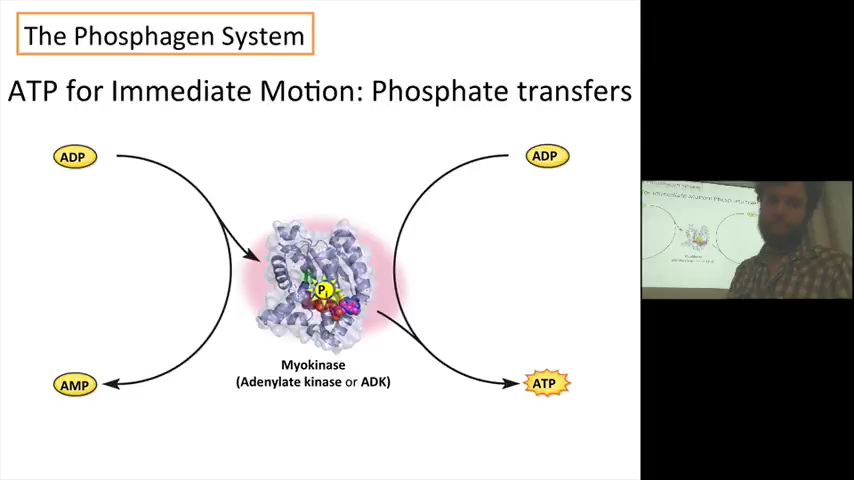 The Phosphagen System
ATP for Immediate Motion: Phosphate transfers
ADP
ADP
Pi
Myokinase
(Adenylate kinase or ADK)
AMP
ATP